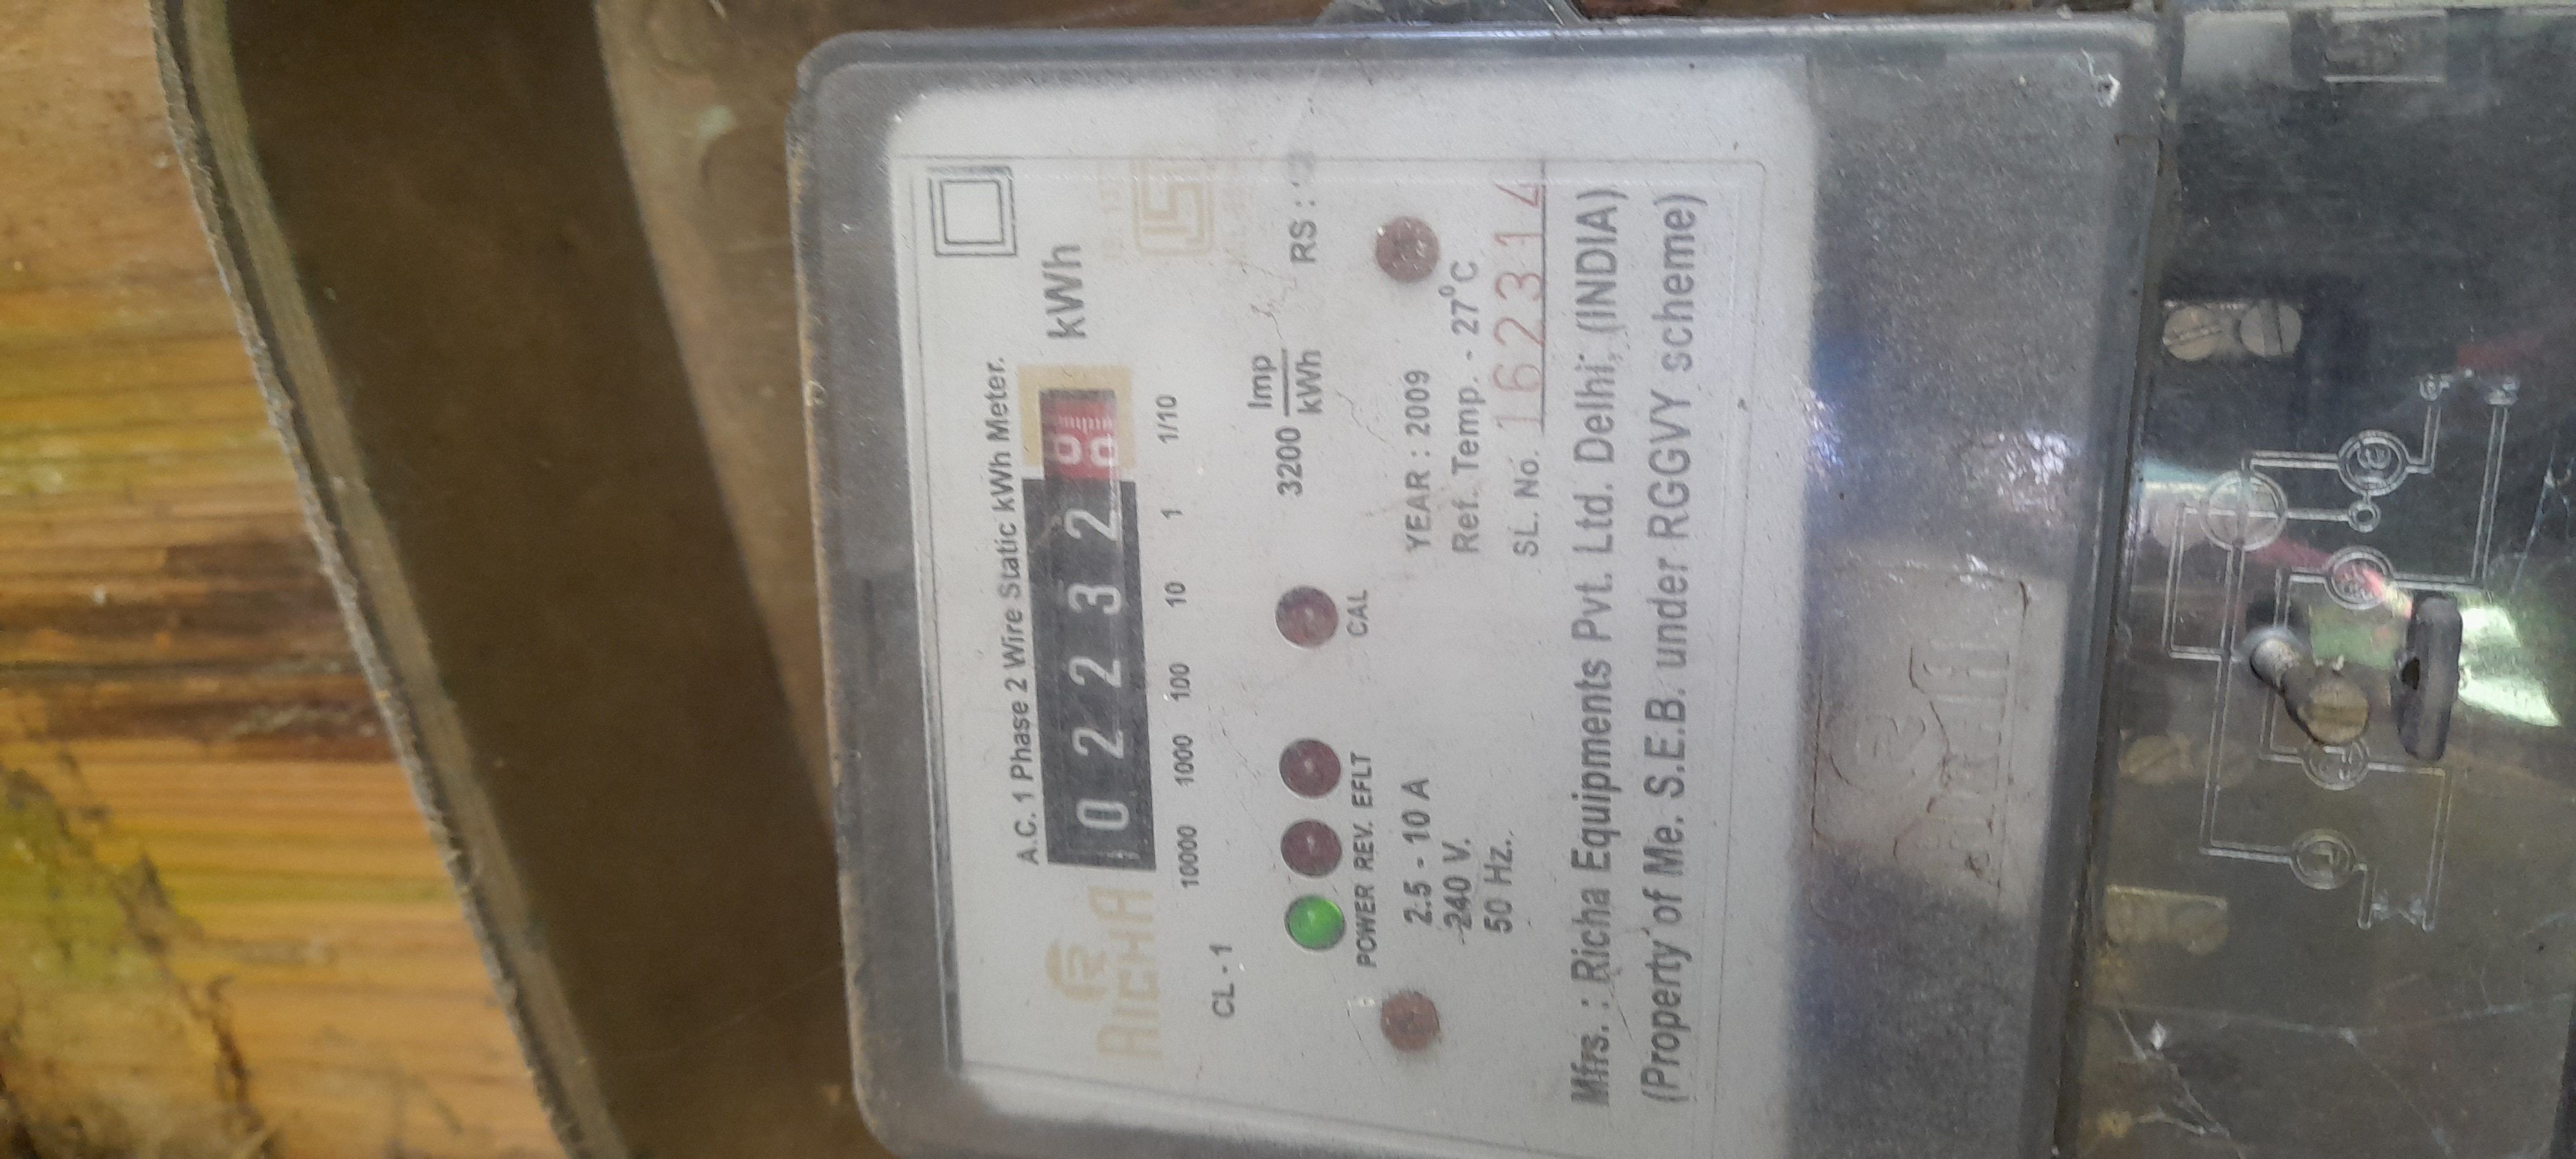 A.C. 1 Phase 2 Wire Static kWh Meter.
RICHA
0 2 2 3 2
kWh
10000 1000 100 10 1 1/10
CL - 1
3200 Imp/kWh
RS :
POWER REV. EFLT CAL
2.5 - 10 A
240 V.
50 Hz.
YEAR : 2009
Ref. Temp. - 27°C
SL. No. 1623314
Mfrs. : Richa Equipments Pvt. Ltd. Delhi, (INDIA)
(Property of Me. S.E.B. under RGGVY scheme)